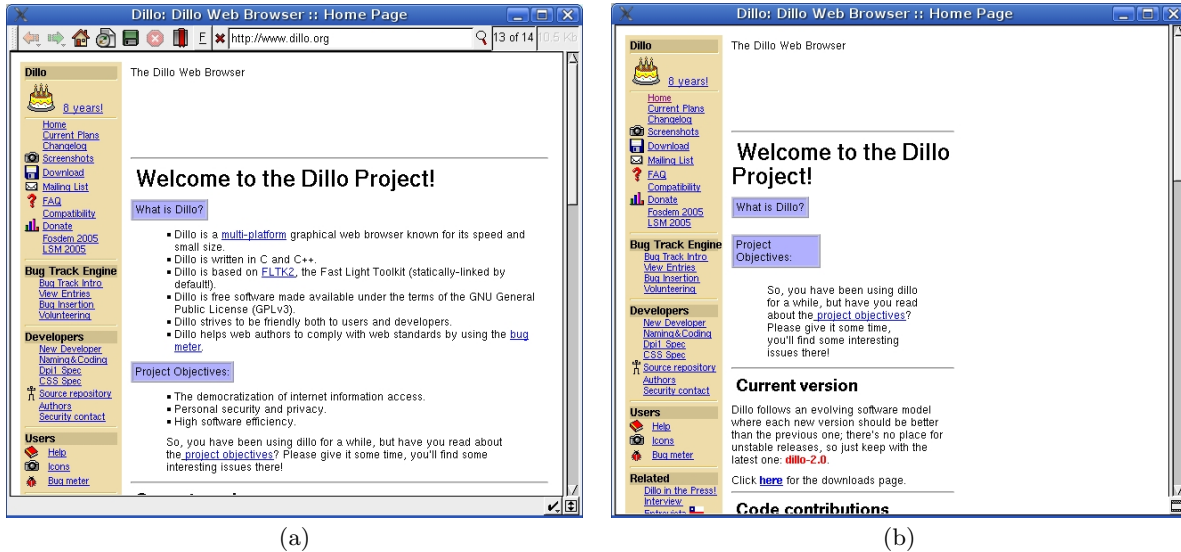 Dillo: Dillo Web Browser :: Home Page
F http://www.dillo.org 13 of 14 10.5 Kb
Dillo
8 years!
Home
Current Plans
Changelog
Screenshots
Download
Mailing List
FAQ
Compatibility
Donate
Fosdem 2005
LSM 2005
Bug Track Engine
Bug Track Intro
View Entries
Bug Insertion
Volunteering
Developers
New Developer
Naming&Coding
Dpi1 Spec
CSS Spec
Source repository
Authors
Security contact
Users
Help
Icons
Bug meter
The Dillo Web Browser
Welcome to the Dillo Project!
What is Dillo?
Dillo is a multi-platform graphical web browser known for its speed and
small size.
Dillo is written in C and C++.
Dillo is based on FLTK2, the Fast Light Toolkit (statically-linked by
default!).
Dillo is free software made available under the terms of the GNU General
Public License (GPLv3).
Dillo strives to be friendly both to users and developers.
Dillo helps web authors to comply with web standards by using the bug
meter.
Project Objectives:
The democratization of internet information access.
Personal security and privacy.
High software efficiency.
So, you have been using dillo for a while, but have you read about
the project objectives? Please give it some time, you'll find some
interesting issues there!
(a)
Dillo: Dillo Web Browser :: Home Page
Dillo
8 years!
Home
Current Plans
Changelog
Screenshots
Download
Mailing List
FAQ
Compatibility
Donate
Fosdem 2005
LSM 2005
Bug Track Engine
Bug Track Intro
View Entries
Bug Insertion
Volunteering
Developers
New Developer
Naming&Coding
Dpi1 Spec
CSS Spec
Source repository
Authors
Security contact
Users
Help
Icons
Bug meter
Related
Dillo in the Press!
Interview
Entrevista
The Dillo Web Browser
Welcome to the Dillo
Project!
What is Dillo?
Project
Objectives:
So, you have been using dillo
for a while, but have you read
about the project objectives?
Please give it some time,
you'll find some interesting
issues there!
Current version
Dillo follows an evolving software model
where each new version should be better
than the previous one; there's no place for
unstable releases, so just keep with the
latest one: dillo-2.0.
Click here for the downloads page.
Code contributions
(b)